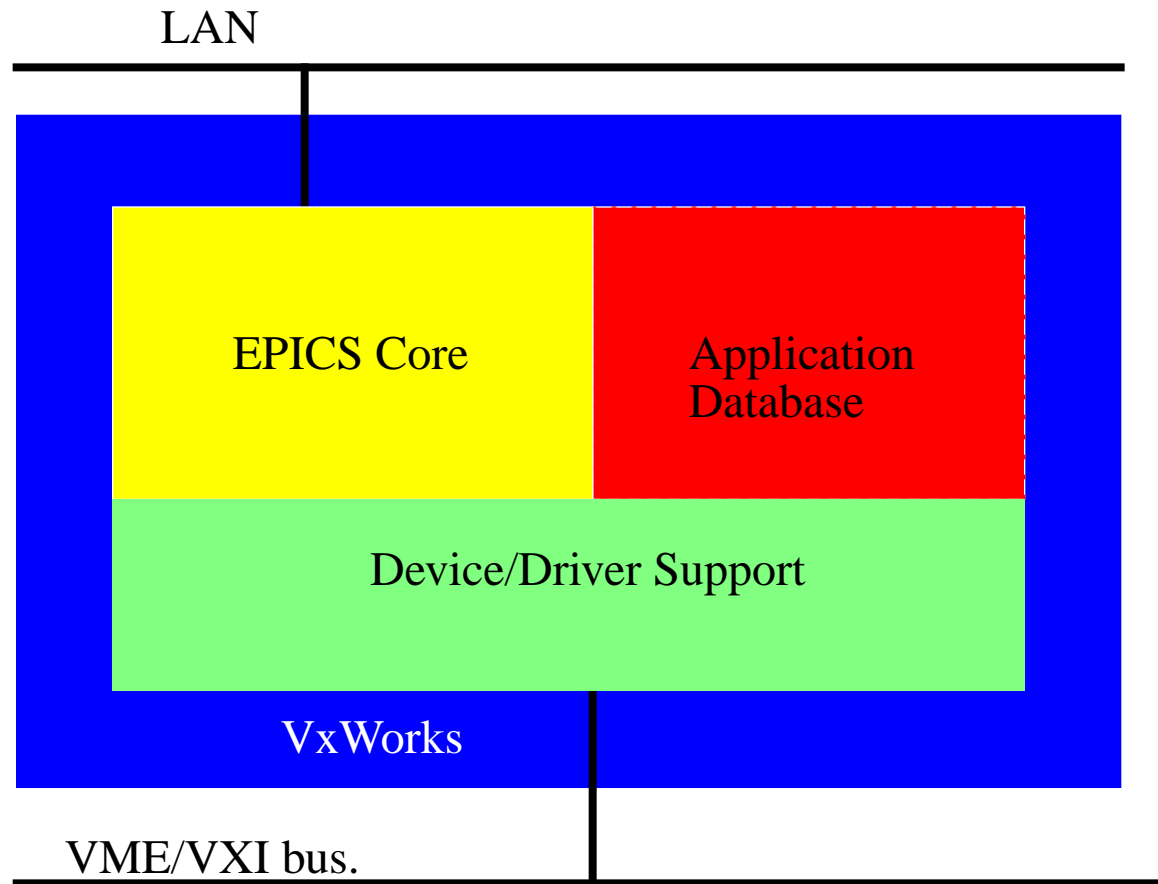 LAN
EPICS Core
Application
Database
Device/Driver Support
VxWorks
VME/VXI bus.